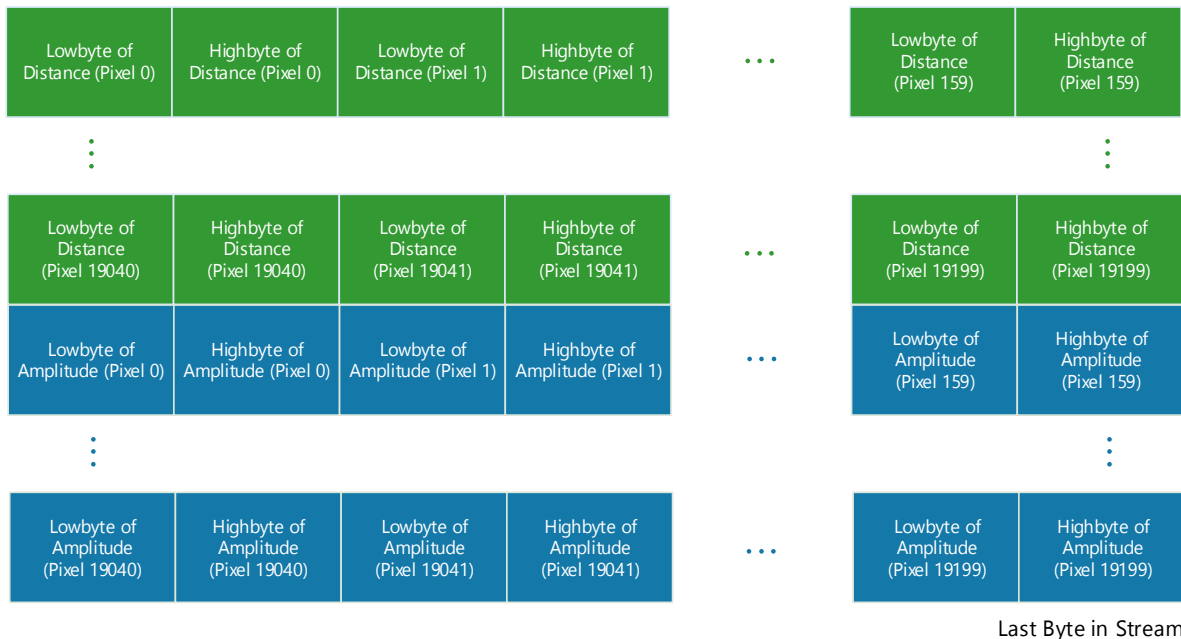 Lowbyte of
Distance (Pixel 0)
Highbyte of
Distance (Pixel 0)
Lowbyte of
Distance (Pixel 1)
Highbyte of
Distance (Pixel 1)
...
Lowbyte of
Distance
(Pixel 159)
Highbyte of
Distance
(Pixel 159)
Lowbyte of
Distance
(Pixel 19040)
Highbyte of
Distance
(Pixel 19040)
Lowbyte of
Distance
(Pixel 19041)
Highbyte of
Distance
(Pixel 19041)
...
Lowbyte of
Distance
(Pixel 19199)
Highbyte of
Distance
(Pixel 19199)
Lowbyte of
Amplitude (Pixel 0)
Highbyte of
Amplitude (Pixel 0)
Lowbyte of
Amplitude (Pixel 1)
Highbyte of
Amplitude (Pixel 1)
...
Lowbyte of
Amplitude
(Pixel 159)
Highbyte of
Amplitude
(Pixel 159)
Lowbyte of
Amplitude
(Pixel 19040)
Highbyte of
Amplitude
(Pixel 19040)
Lowbyte of
Amplitude
(Pixel 19041)
Highbyte of
Amplitude
(Pixel 19041)
...
Lowbyte of
Amplitude
(Pixel 19199)
Highbyte of
Amplitude
(Pixel 19199)
Last Byte in Stream